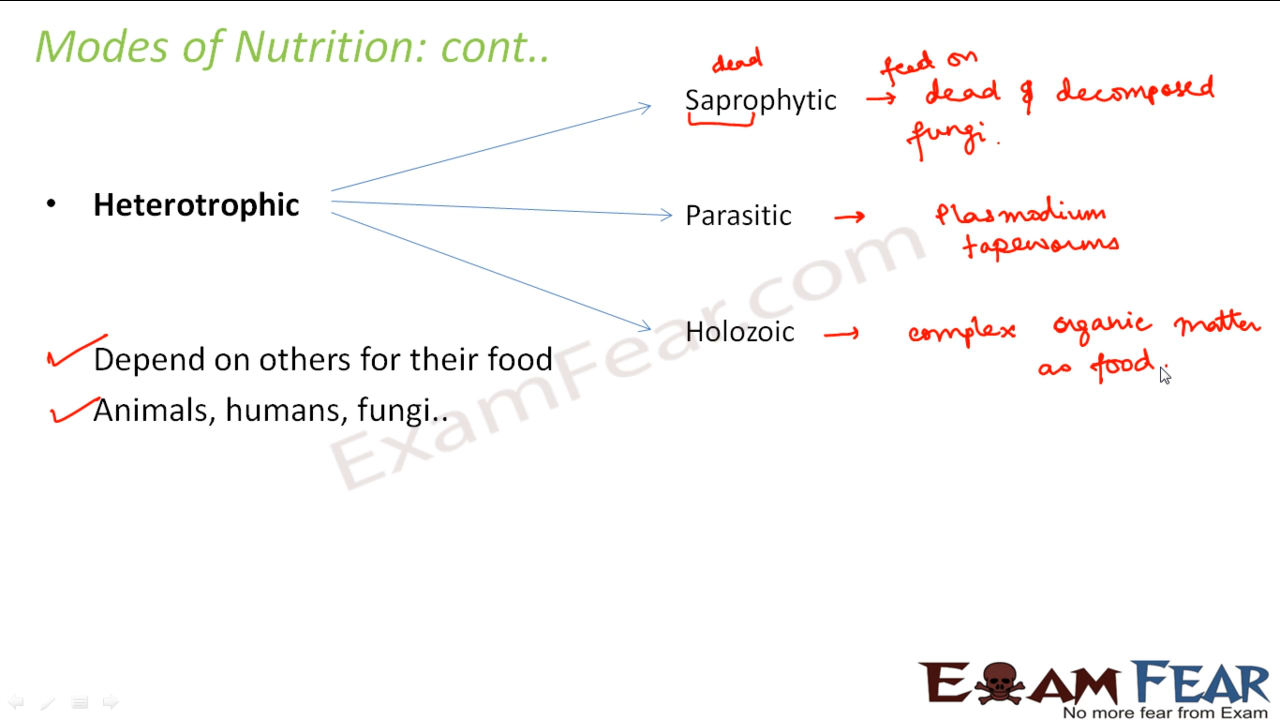 Modes of Nutrition: cont..
dead
feed on
Saprophytic → dead & decomposed
fungi.
• Heterotrophic
Parasitic → Plasmodium
tapeworms
Holozoic → complex organic matter
as food.
Depend on others for their food
Animals, humans, fungi..
ExamFear.com
EXAM FEAR
No more fear from Exam